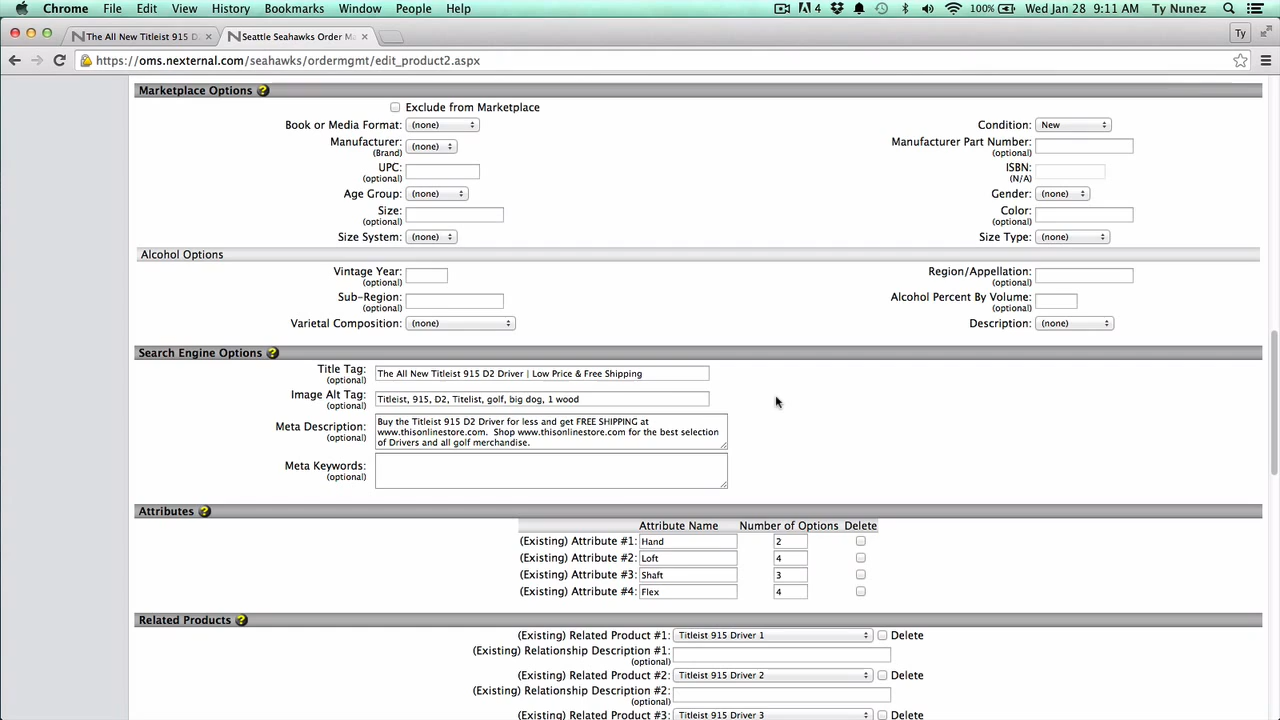 Chrome File Edit View History Bookmarks Window People Help 4 100% Wed Jan 28 9:11 AM Ty Nunez
The All New Titleist 915 D. × Seattle Seahawks Order Ma × Ty
https://oms.nexternal.com/seahawks/ordermgmt/edit_product2.aspx
Marketplace Options ?
Exclude from Marketplace
Book or Media Format: (none) Condition: New
Manufacturer: (none) Manufacturer Part Number:
(Brand) (optional)
UPC: ISBN:
(optional) (N/A)
Age Group: (none) Gender: (none)
Size: Color:
(optional) (optional)
Size System: (none) Size Type: (none)
Alcohol Options
Vintage Year: Region/Appellation:
(optional) (optional)
Sub-Region: Alcohol Percent By Volume:
(optional) (optional)
Varietal Composition: (none) Description: (none)
Search Engine Options ?
Title Tag: The All New Titleist 915 D2 Driver | Low Price & Free Shipping
(optional)
Image Alt Tag: Titleist, 915, D2, Titelist, golf, big dog, 1 wood
(optional)
Meta Description: Buy the Titleist 915 D2 Driver for less and get FREE SHIPPING at
(optional) www.thisonlinestore.com. Shop www.thisonlinestore.com for the best selection
of Drivers and all golf merchandise.
Meta Keywords:
(optional)
Attributes ?
Attribute Name Number of Options Delete
(Existing) Attribute #1: Hand 2
(Existing) Attribute #2: Loft 4
(Existing) Attribute #3: Shaft 3
(Existing) Attribute #4: Flex 4
Related Products ?
(Existing) Related Product #1: Titleist 915 Driver 1 Delete
(Existing) Relationship Description #1:
(optional)
(Existing) Related Product #2: Titleist 915 Driver 2 Delete
(Existing) Relationship Description #2:
(optional)
(Existing) Related Product #3: Titleist 915 Driver 3 Delete